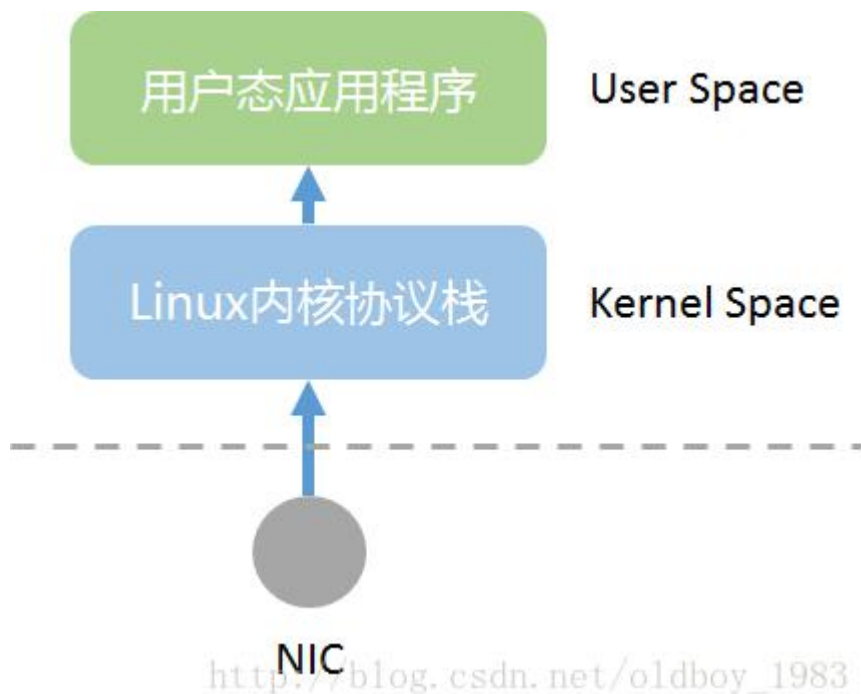 用户态应用程序
User Space
Linux内核协议栈
Kernel Space
NIC
http://blog.csdn.net/oldboy_1983